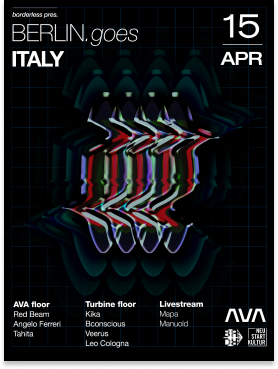 borderless pres.
BERLIN.goes
ITALY
15
APR
AVA floor
Red Beam
Angelo Ferreri
Tahita
Turbine floor
Kika
Bconscious
Veerus
Leo Cologna
Livestream
Mapa
Manuold
AVA
NEU
START
KULTUR